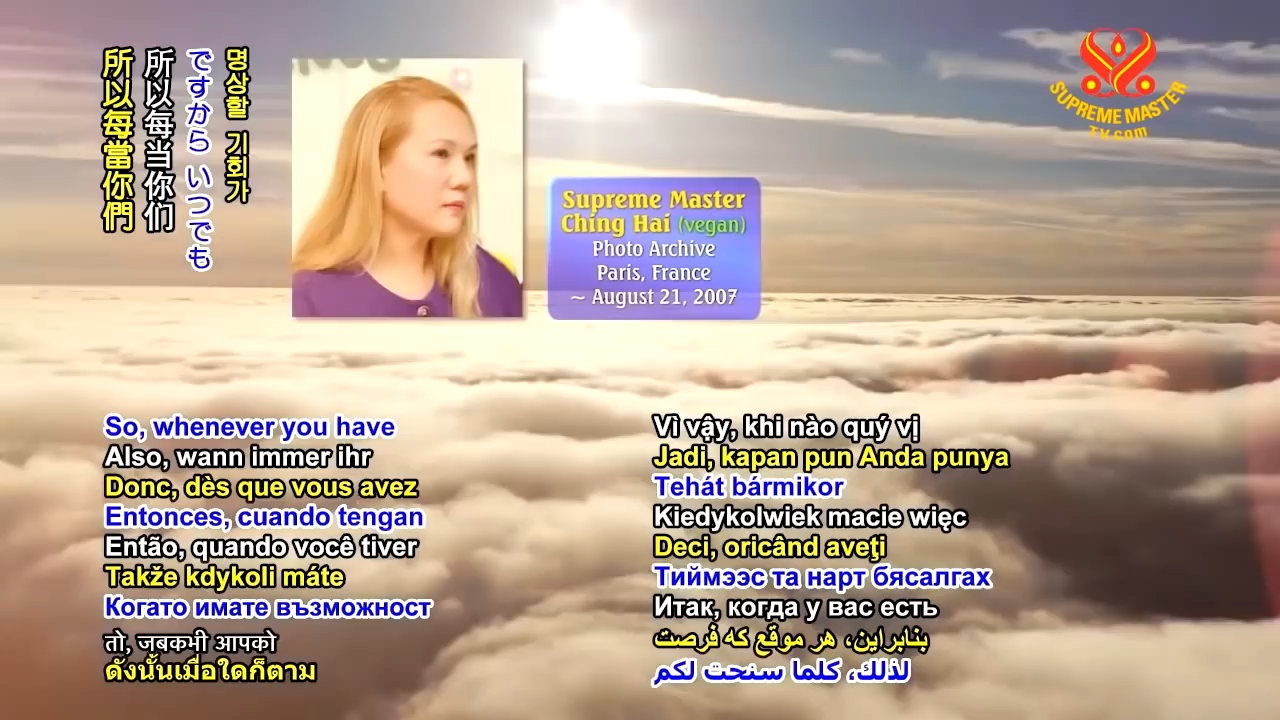 所以每當你們
所以每当你们
ですから いつでも
명상할 기회가
Supreme Master
Ching Hai (vegan)
Photo Archive
Paris, France
~ August 21, 2007
SUPREME MASTER
TV.com
So, whenever you have
Also, wann immer ihr
Donc, dès que vous avez
Entonces, cuando tengan
Então, quando você tiver
Takže kdykoli máte
Когато имате възможност
तो, जबकभी आपको
ดังนั้นเมื่อใดก็ตาม
Vì vậy, khi nào quý vị
Jadi, kapan pun Anda punya
Tehát bármikor
Kiedykolwiek macie więc
Deci, oricând aveţi
Тиймээс та нарт бясалгах
Итак, когда у вас есть
بنابراین، هر موقع که فرصت
لذلك، كلما سنحت لكم